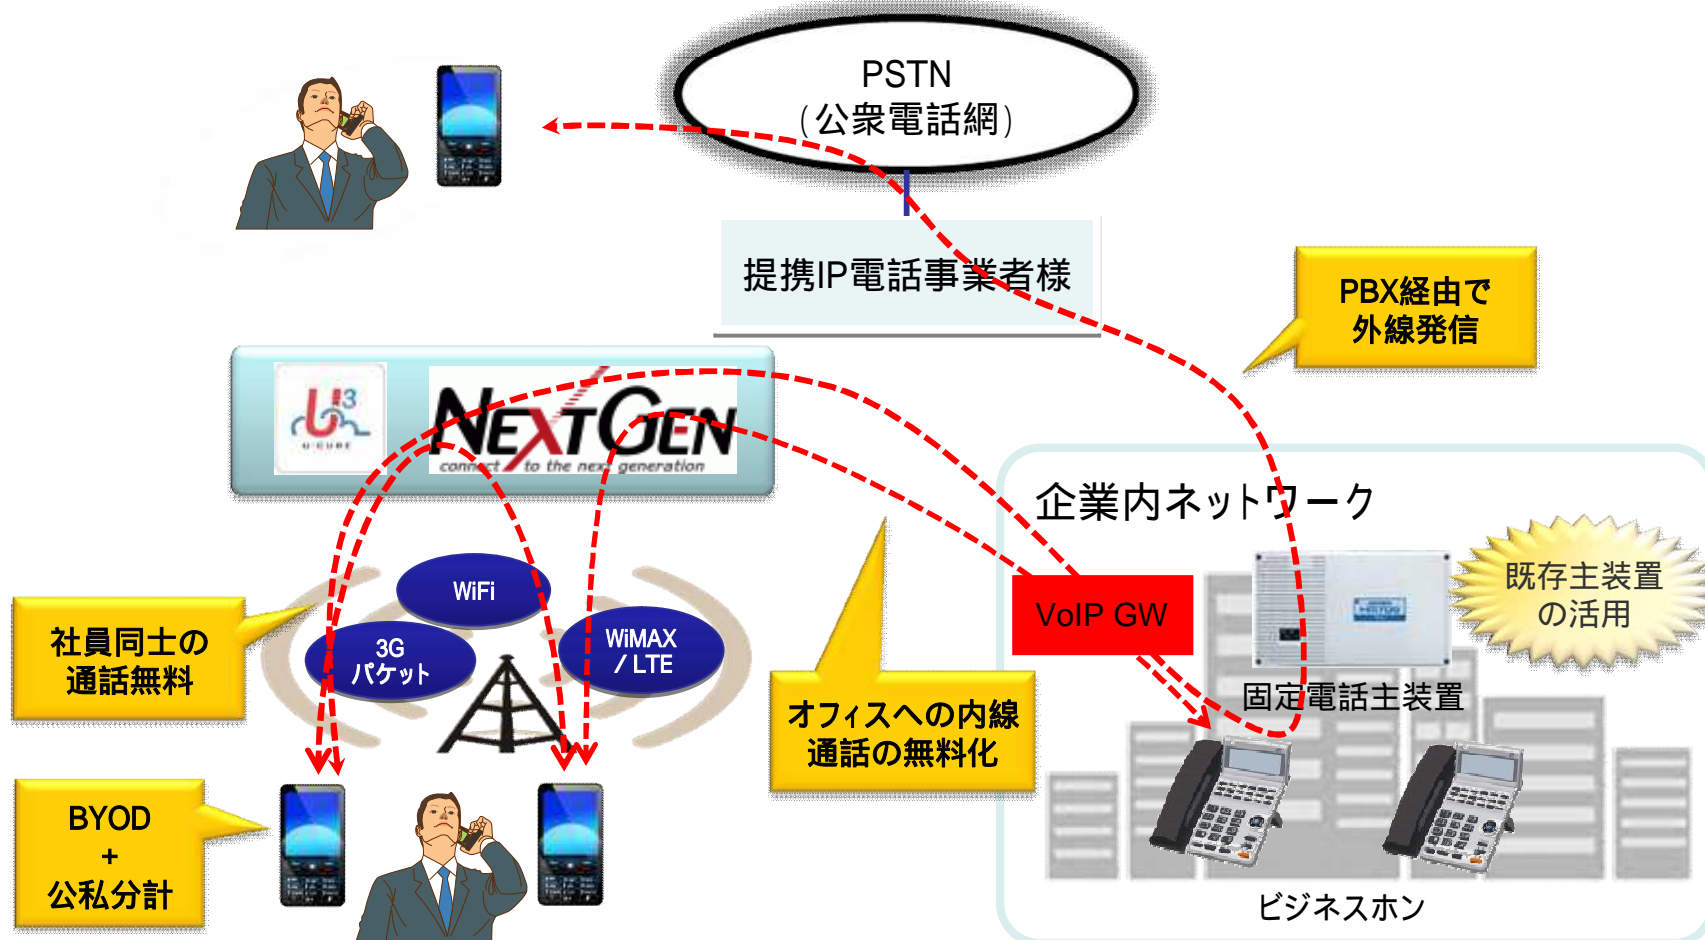 PSTN
（公衆電話網）
提携IP電話事業者様
PBX経由で
外線発信
U3
U-CUBE
NEXTGEN
connect to the next generation
企業内ネットワーク
WiFi
3G
パケット
WiMAX
/ LTE
社員同士の
通話無料
VoIP GW
既存主装置
の活用
固定電話主装置
オフィスへの内線
通話の無料化
BYOD
+
公私分計
ビジネスホン